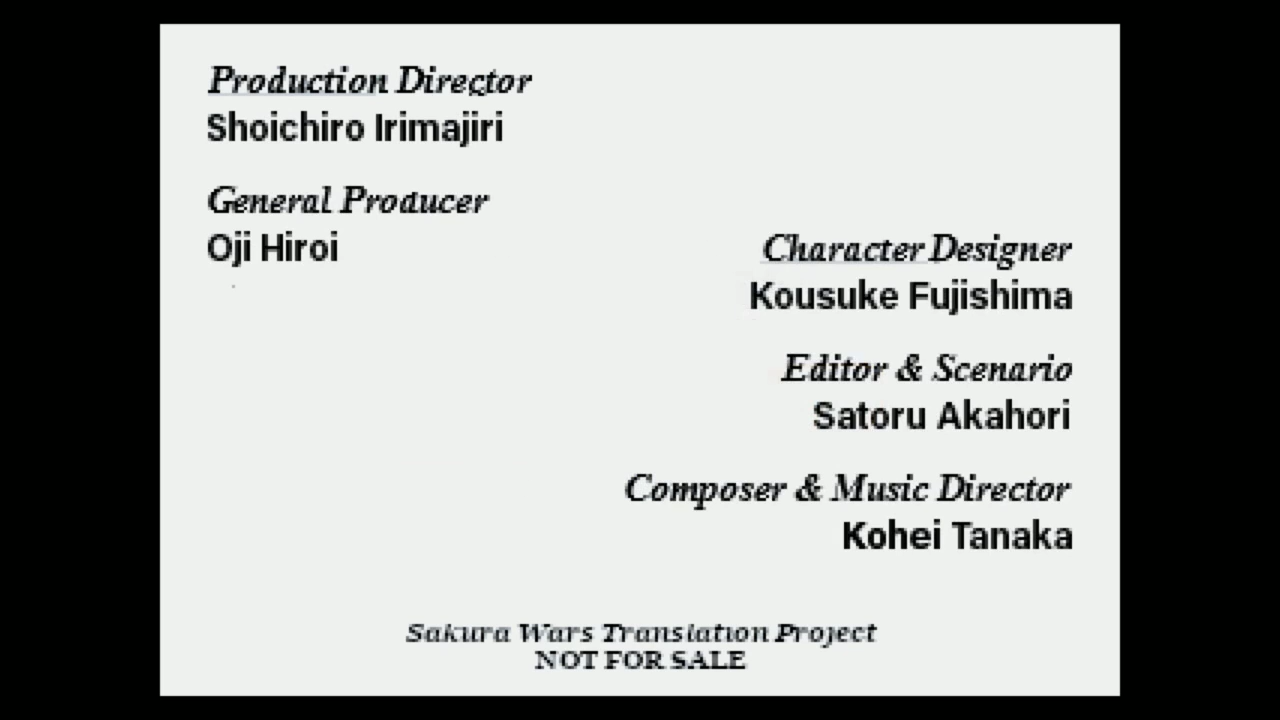 Production Director
Shoichiro Irimajiri
General Producer
Oji Hiroi
Character Designer
Kousuke Fujishima
Editor & Scenario
Satoru Akahori
Composer & Music Director
Kohei Tanaka
Sakura Wars Translation Project
NOT FOR SALE